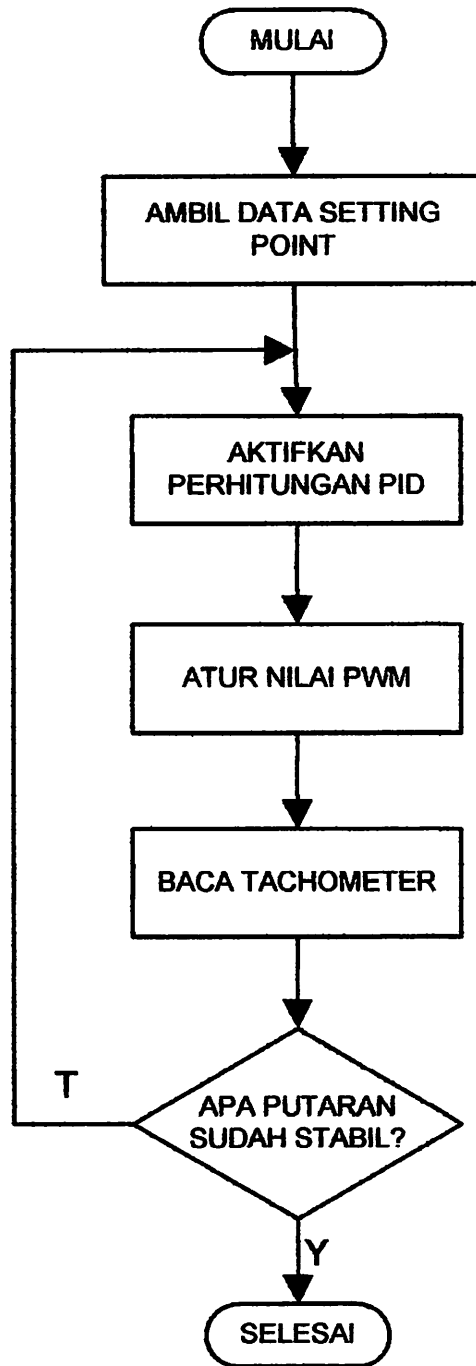 MULAI
AMBIL DATA SETTING
POINT
AKTIFKAN
PERHITUNGAN PID
ATUR NILAI PWM
BACA TACHOMETER
APA PUTARAN
SUDAH STABIL?
T
Y
SELESAI